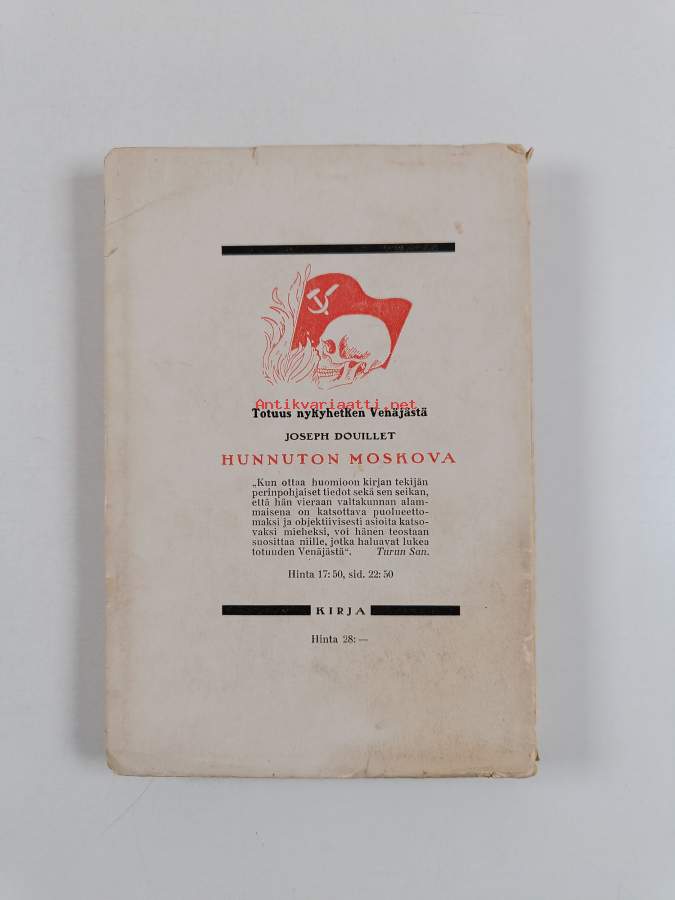 Antikvariaatti.net
Totuus nykyhetken Venäjästä
JOSEPH DOUILLET
HUNNUTON MOSKOVA
„Kun ottaa huomioon kirjan tekijän
perinpohjaiset tiedot sekä sen seikan,
että hän vieraan valtakunnan alam-
maisena on katsottava puolueetto-
maksi ja objektiivisesti asioita katso-
vaksi mieheksi, voi hänen teostaan
suosittaa niille, jotka haluavat lukea
totuuden Venäjästä“. Turun San.
Hinta 17: 50, sid. 22: 50
KIRJA
Hinta 28: —